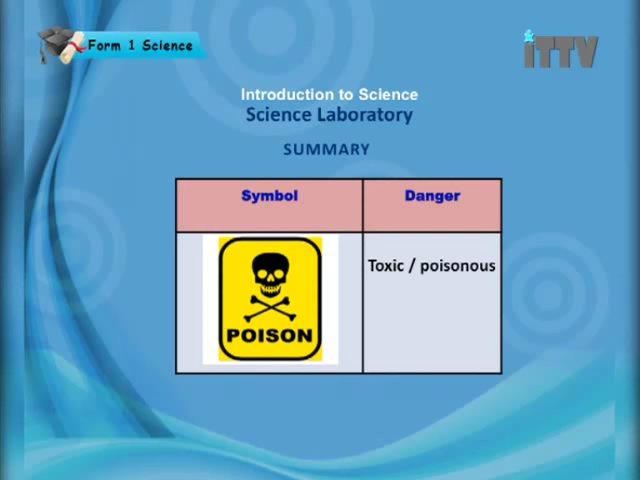 Form 1 Science
iTTV
Introduction to Science
Science Laboratory
SUMMARY
Symbol
Danger
POISON
Toxic / poisonous